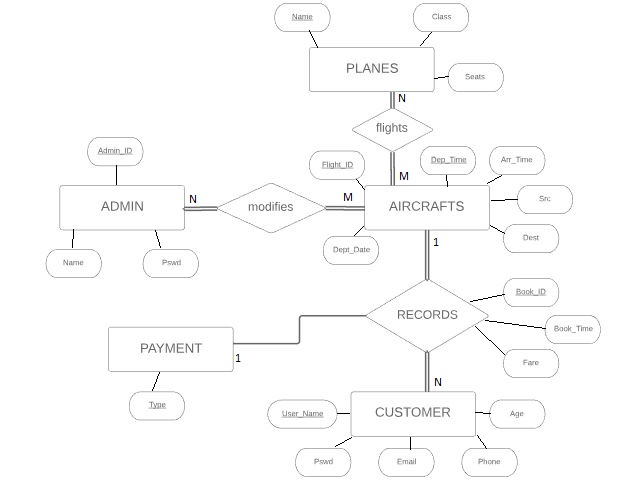 Name
Class
PLANES
Seats
N
flights
M
Flight_ID
Dep_Time
Arr_Time
Admin_ID
ADMIN
N
modifies
M
AIRCRAFTS
Src
Dest
Name
Pswd
Dept_Date
1
Book_ID
RECORDS
Book_Time
Fare
PAYMENT
1
Type
N
User_Name
CUSTOMER
Age
Pswd
Email
Phone